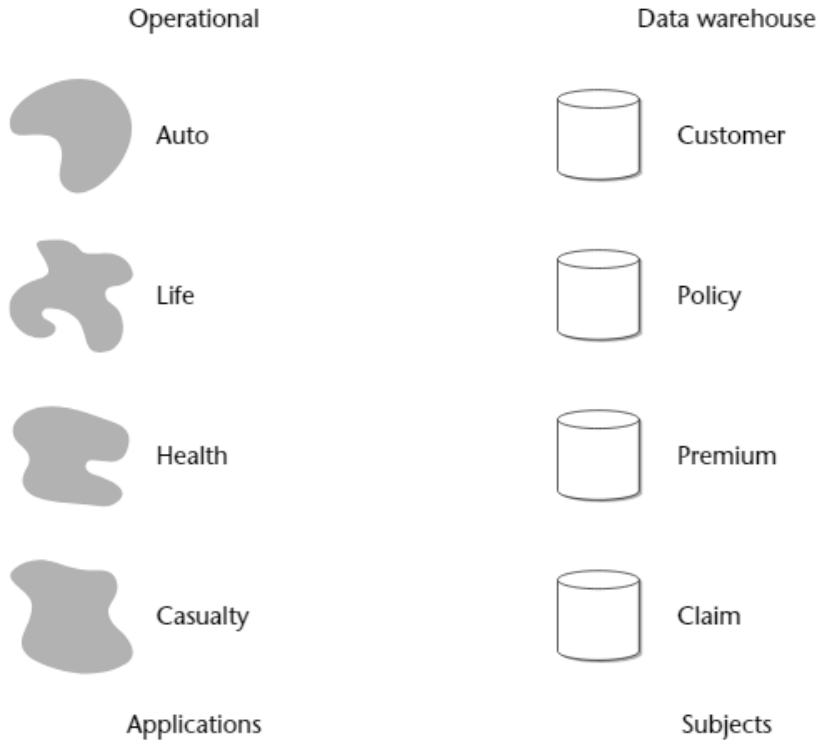 Operational
Data warehouse
Auto
Customer
Life
Policy
Health
Premium
Casualty
Claim
Applications
Subjects